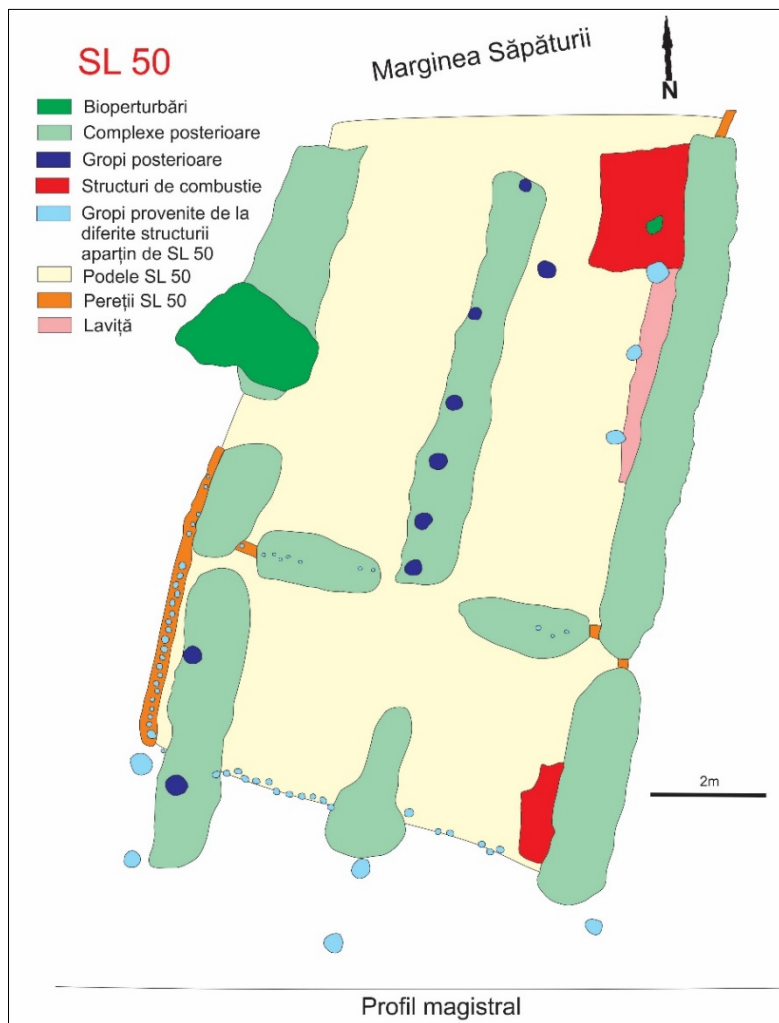 SL 50
Marginea Săpăturii
N
Bioperturbări
Complexe posterioare
Gropi posterioare
Structuri de combustie
Gropi provenite de la
diferite structurii
aparțin de SL 50
Podele SL 50
Pereții SL 50
Laviță
2m
Profil magistral